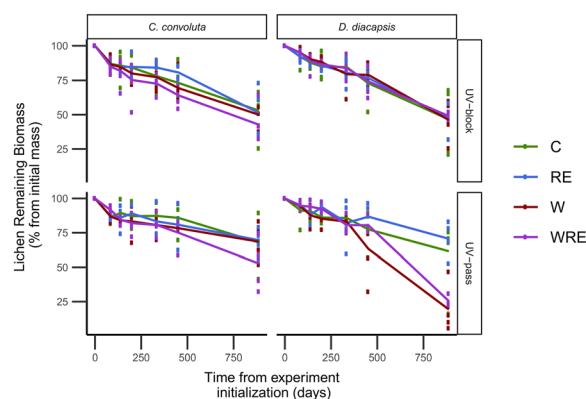 C. convoluta
D. diacapsis
100
75
50
25
UV−block
100
75
50
25
UV−pass
0
250
500
750
0
250
500
750
Lichen Remaining Biomass
(% from initial mass)
Time from experiment
initialization (days)
C
RE
W
WRE